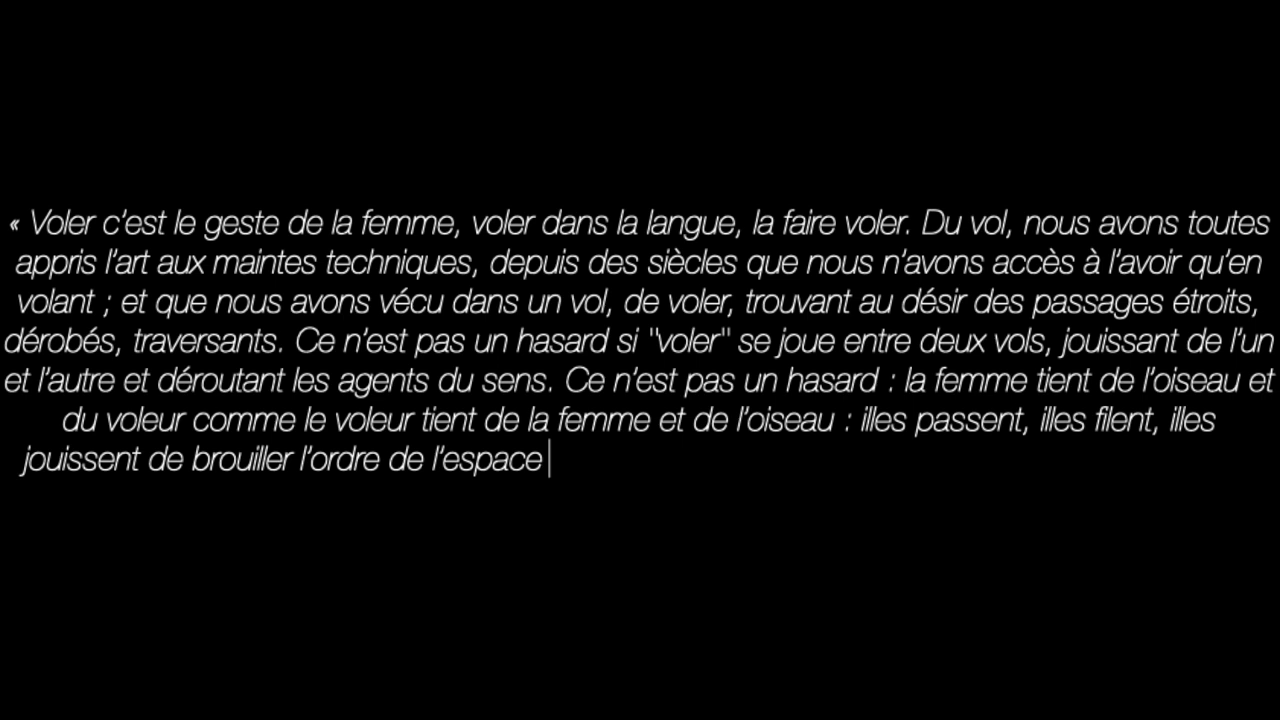 « Voler c’est le geste de la femme, voler dans la langue, la faire voler. Du vol, nous avons toutes
appris l’art aux maintes techniques, depuis des siècles que nous n’avons accès à l’avoir qu’en
volant ; et que nous avons vécu dans un vol, de voler, trouvant au désir des passages étroits,
dérobés, traversants. Ce n’est pas un hasard si "voler" se joue entre deux vols, jouissant de l’un
et l’autre et déroutant les agents du sens. Ce n’est pas un hasard : la femme tient de l’oiseau et
du voleur comme le voleur tient de la femme et de l’oiseau : illes passent, illes filent, illes
jouissent de brouiller l’ordre de l’espace